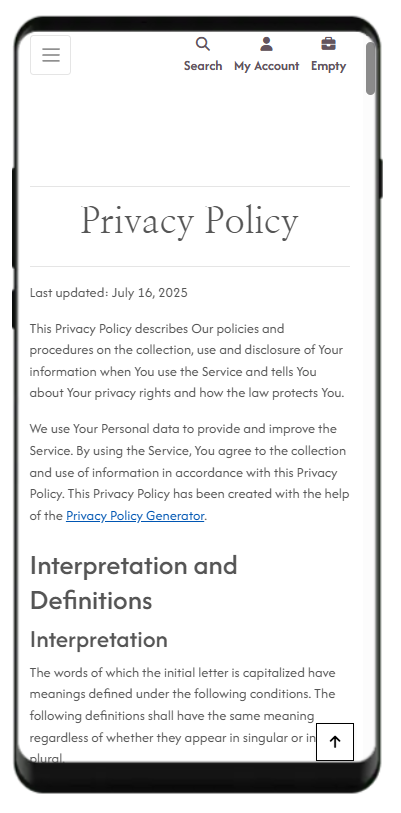 Search My Account Empty
Privacy Policy
Last updated: July 16, 2025
This Privacy Policy describes Our policies and
procedures on the collection, use and disclosure of Your
information when You use the Service and tells You
about Your privacy rights and how the law protects You.
We use Your Personal data to provide and improve the
Service. By using the Service, You agree to the collection
and use of information in accordance with this Privacy
Policy. This Privacy Policy has been created with the help
of the Privacy Policy Generator.
Interpretation and
Definitions
Interpretation
The words of which the initial letter is capitalized have
meanings defined under the following conditions. The
following definitions shall have the same meaning
regardless of whether they appear in singular or in
plural.